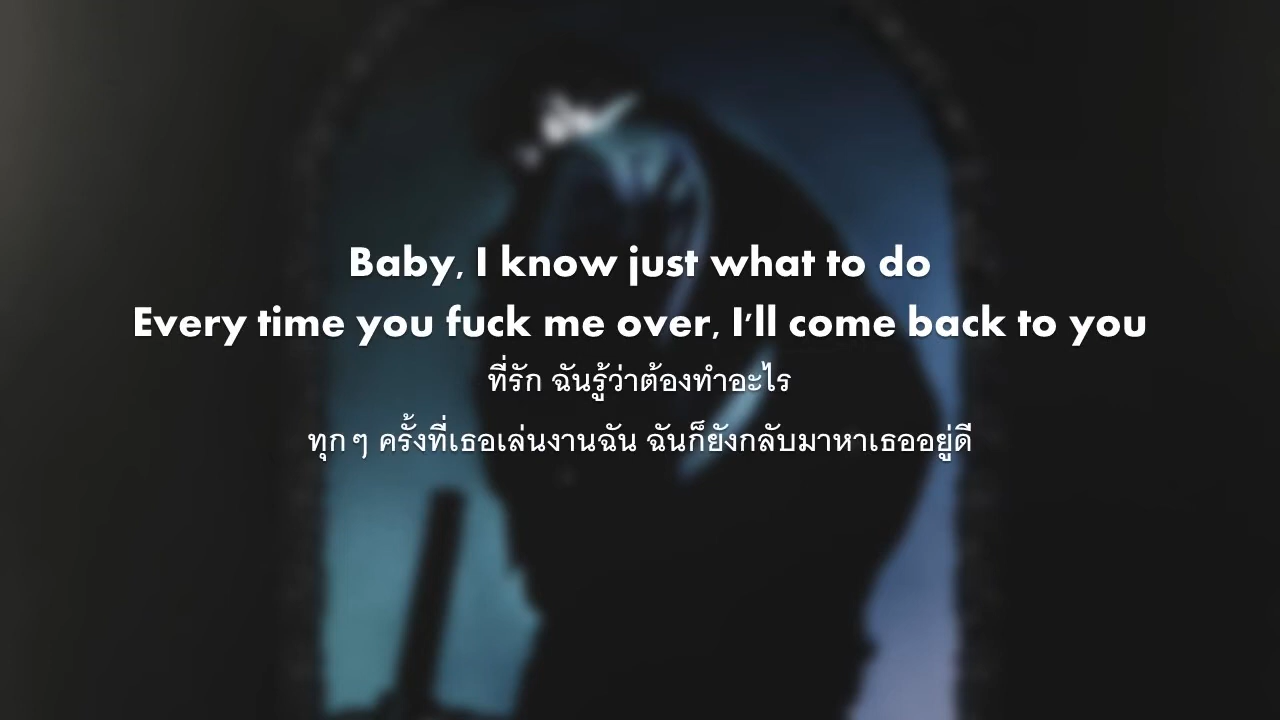 Baby, I know just what to do
Every time you fuck me over, I'll come back to you
ที่รัก ฉันรู้ว่าต้องทำอะไร
ทุกๆ ครั้งที่เธอเล่นงานฉัน ฉันก็ยังกลับมาหาเธออยู่ดี